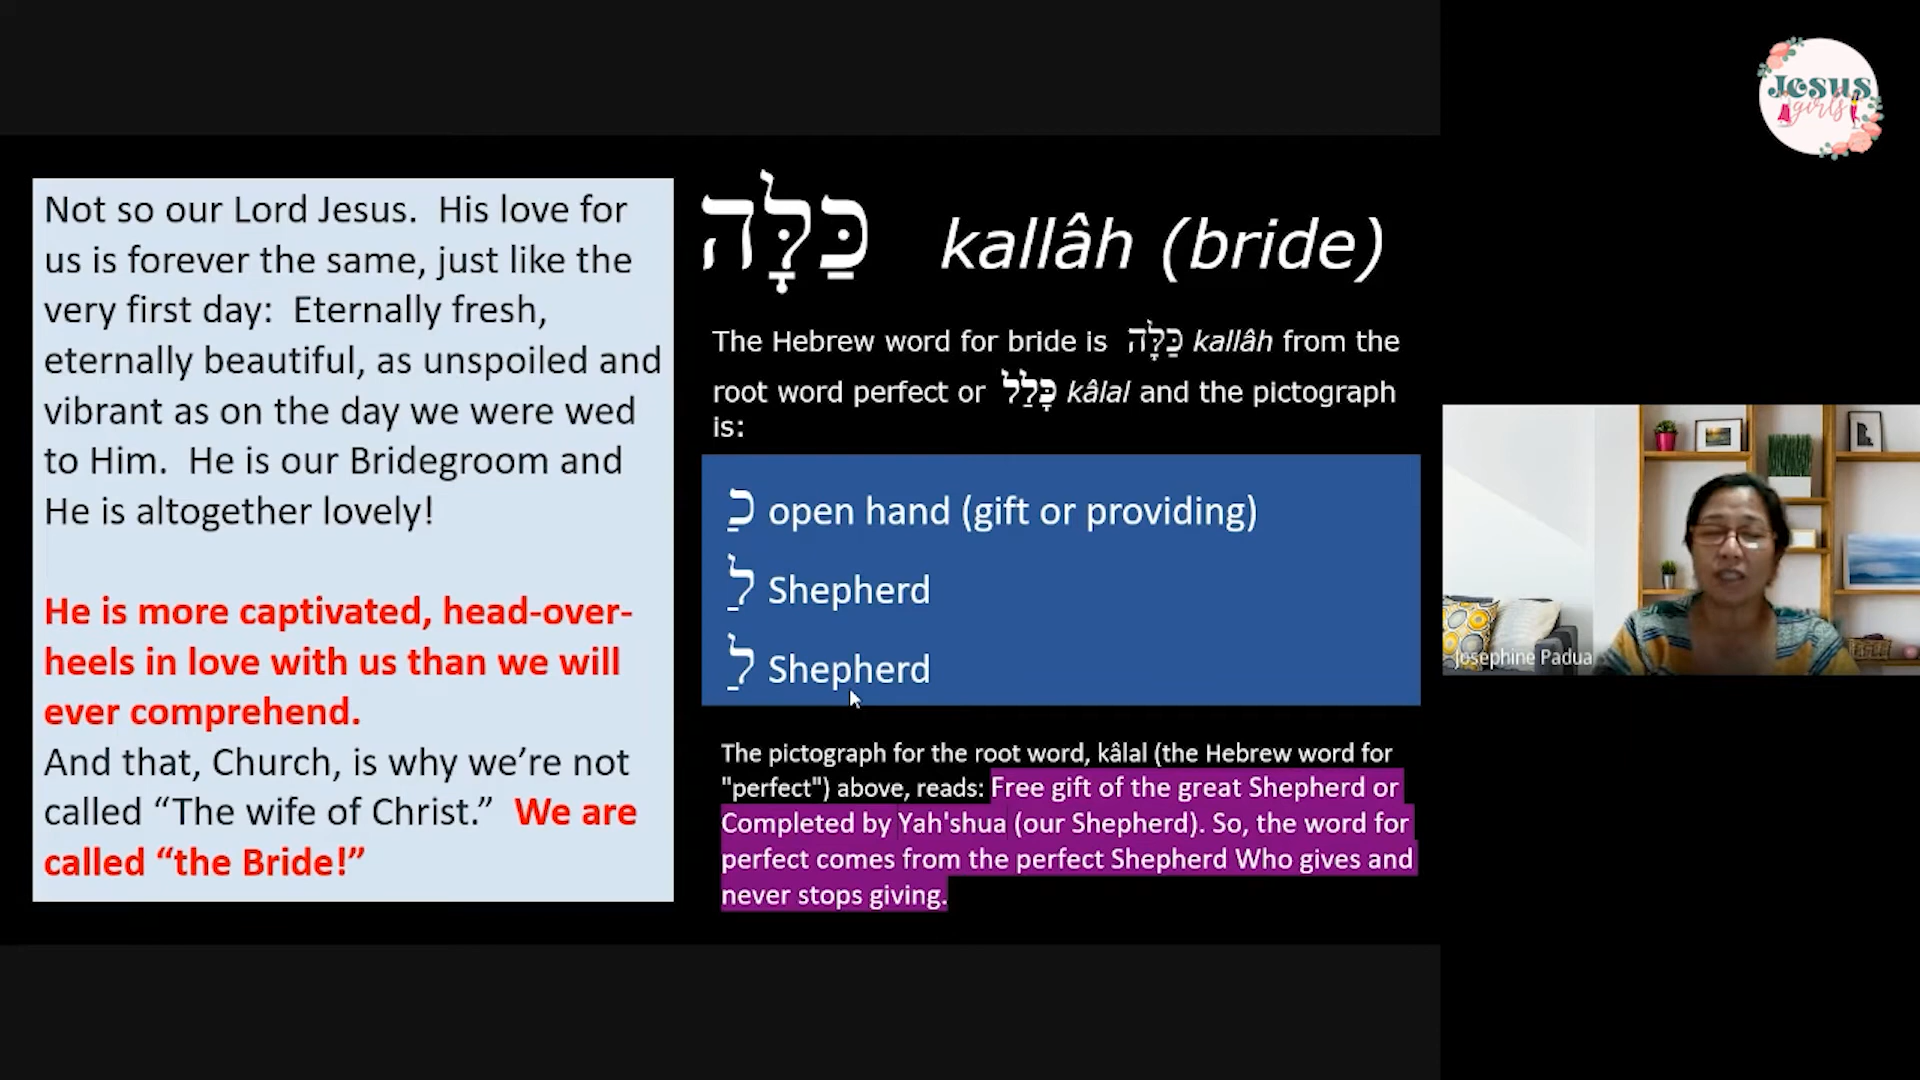 Not so our Lord Jesus.  His love for
us is forever the same, just like the
very first day:  Eternally fresh,
eternally beautiful, as unspoiled and
vibrant as on the day we were wed
to Him.  He is our Bridegroom and
He is altogether lovely!
He is more captivated, head-over-
heels in love with us than we will
ever comprehend.
And that, Church, is why we’re not
called “The wife of Christ.”  We are
called “the Bride!”
כַּלָּה kallâh (bride)
The Hebrew word for bride is כַּלָּה kallâh from the
root word perfect or כָּלַל kâlal and the pictograph
is:
כַ open hand (gift or providing)
לַ Shepherd
לַ Shepherd
The pictograph for the root word, kâlal (the Hebrew word for
"perfect") above, reads: Free gift of the great Shepherd or
Completed by Yah'shua (our Shepherd). So, the word for
perfect comes from the perfect Shepherd Who gives and
never stops giving.
Jesus
girls
Josephine Padua